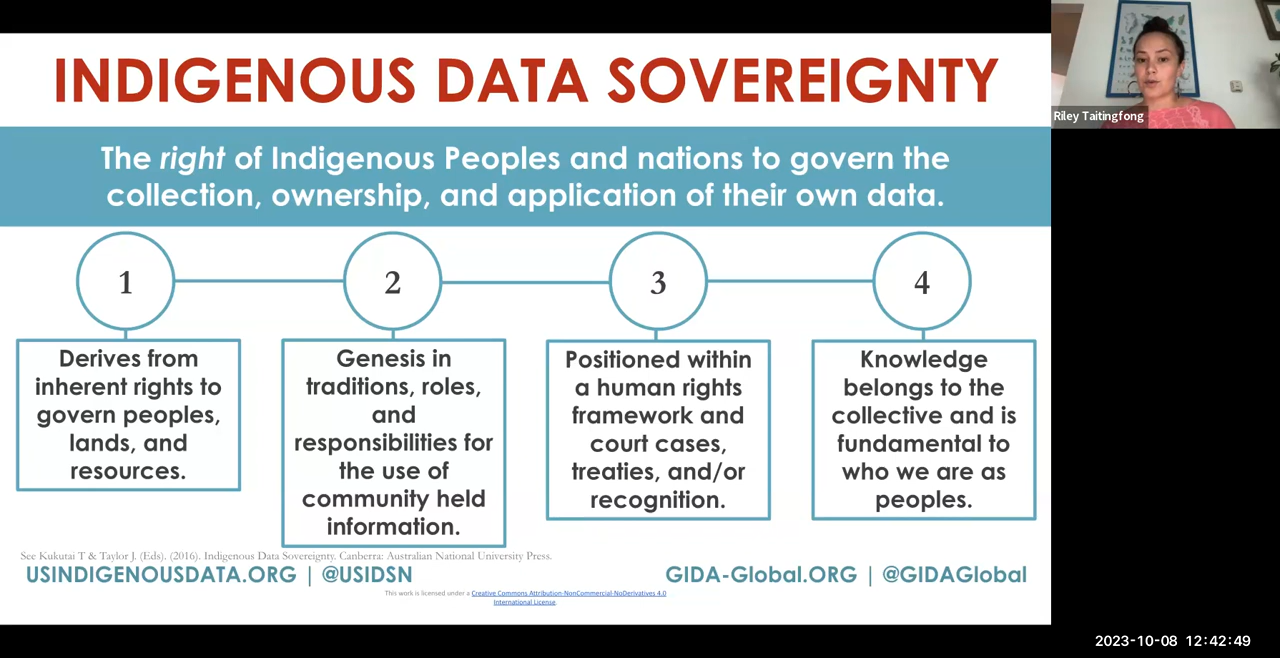 INDIGENOUS DATA SOVEREIGNTY
The right of Indigenous Peoples and nations to govern the
collection, ownership, and application of their own data.
1
Derives from
inherent rights to
govern peoples,
lands, and
resources.
2
Genesis in
traditions, roles,
and
responsibilities for
the use of
community held
information.
3
Positioned within
a human rights
framework and
court cases,
treaties, and/or
recognition.
4
Knowledge
belongs to the
collective and is
fundamental to
who we are as
peoples.
See Kukutai T & Taylor J. (Eds). (2016). Indigenous Data Sovereignty. Canberra: Australian National University Press.
USINDIGENOUSDATA.ORG | @USIDSN
GIDA-Global.ORG | @GIDAGlobal
This work is licensed under a Creative Commons Attribution-NonCommercial-NoDerivatives 4.0
International License
Riley Taitingfong
2023-10-08 12:42:49